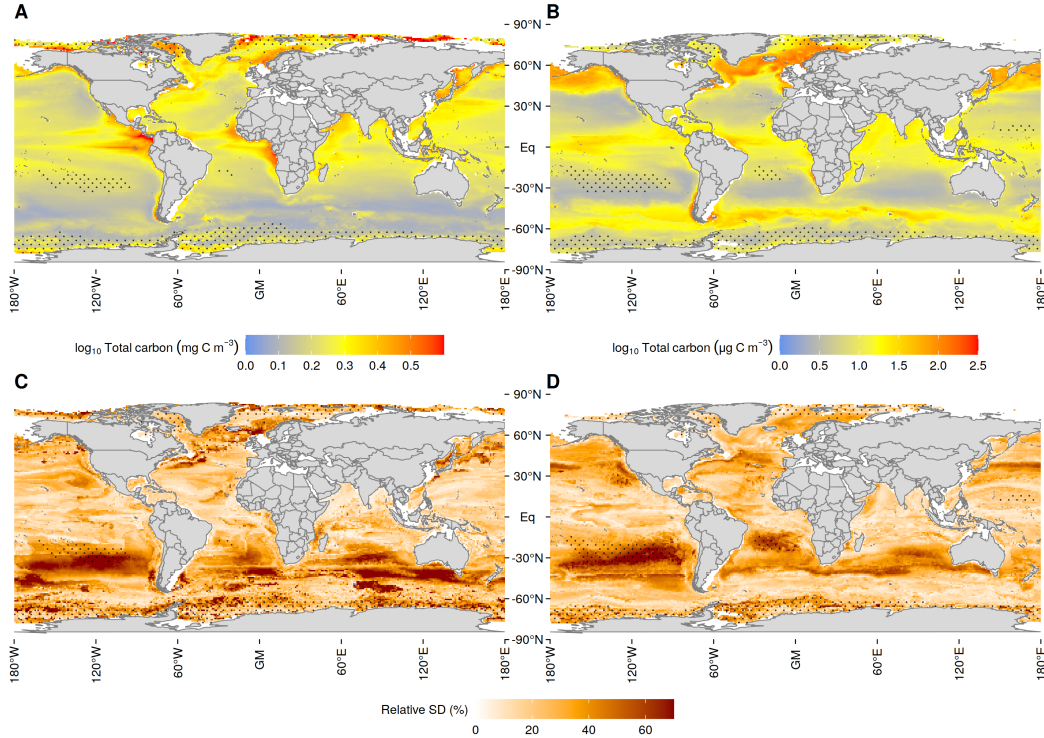 A
B
90°N
60°N
30°N
Eq
-30°N
-60°N
-90°N
180°W
120°W
60°W
GM
60°E
120°E
180°E
180°W
120°W
60°W
GM
60°E
120°E
180°E
log₁₀ Total carbon (mg C m⁻³)
0.0 0.1 0.2 0.3 0.4 0.5
log₁₀ Total carbon (µg C m⁻³)
0.0 0.5 1.0 1.5 2.0 2.5
C
D
90°N
60°N
30°N
Eq
-30°N
-60°N
-90°N
180°W
120°W
60°W
GM
60°E
120°E
180°E
180°W
120°W
60°W
GM
60°E
120°E
180°E
Relative SD (%)
0 20 40 60